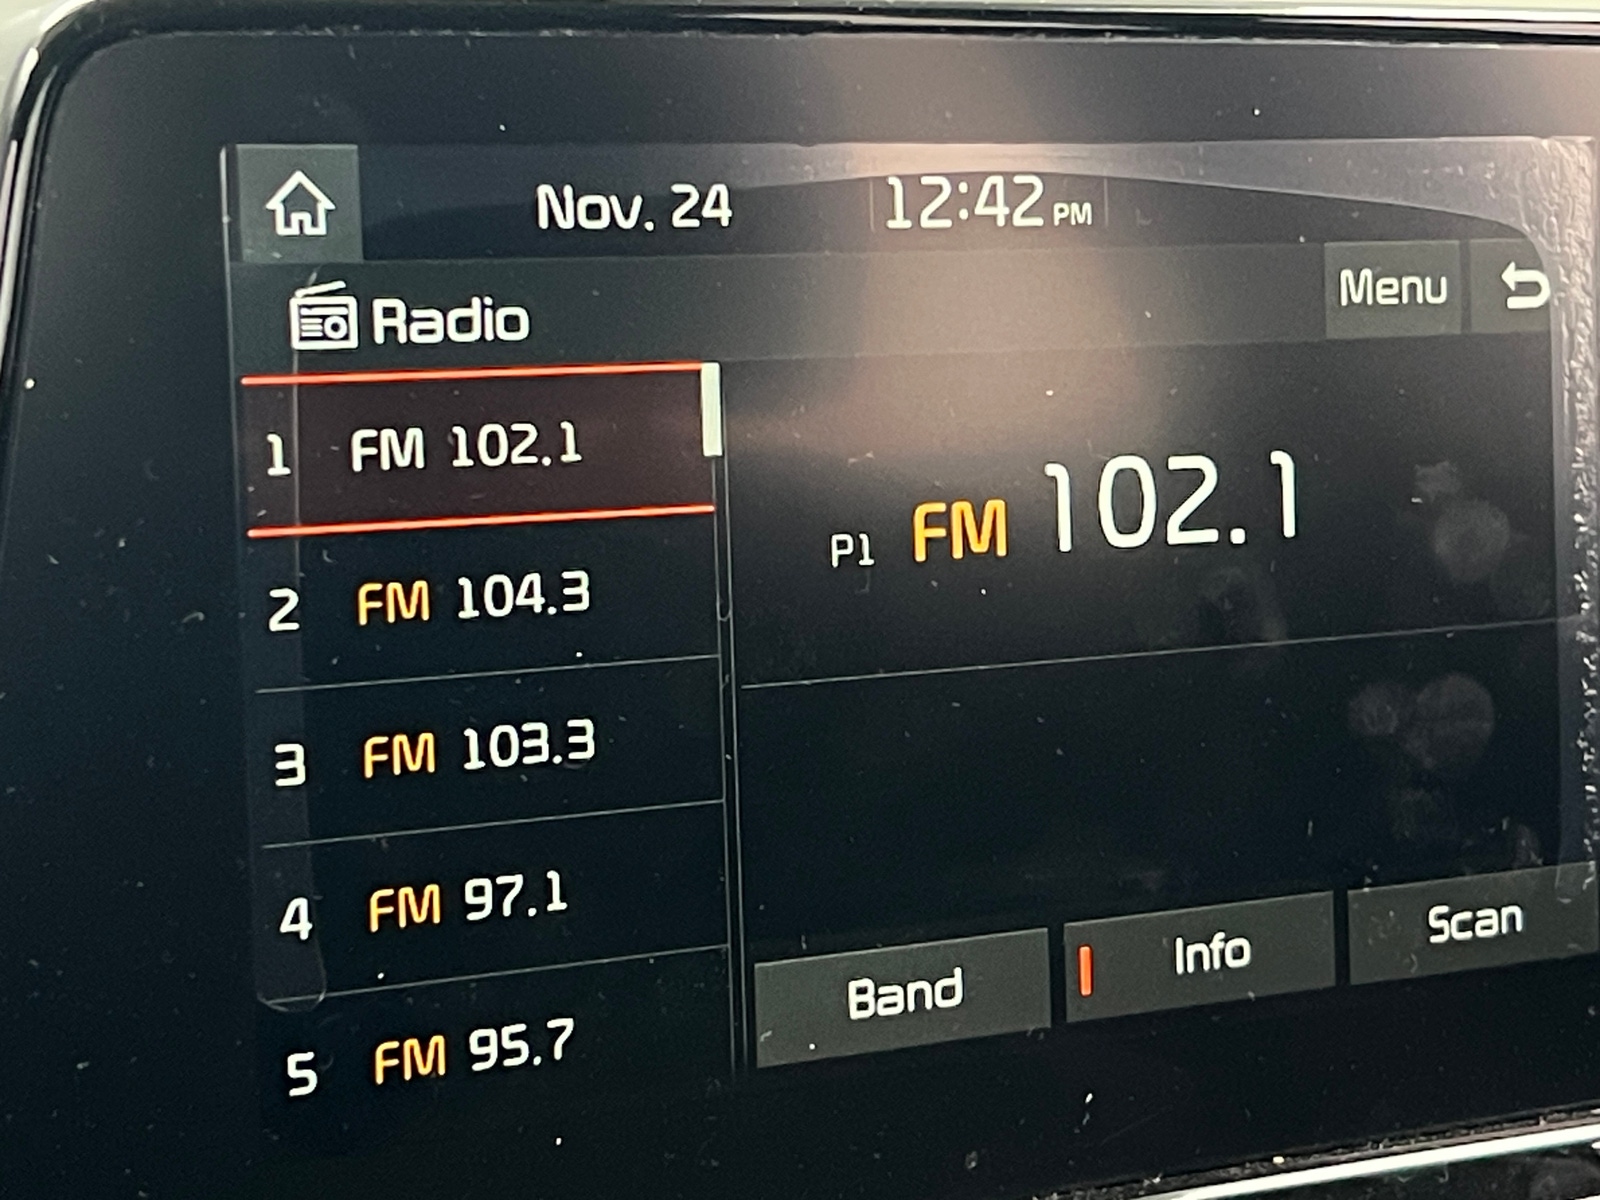 Nov. 24 12:42 PM
Radio Menu
1 FM 102.1
P1 FM 102.1
2 FM 104.3
3 FM 103.3
4 FM 97.1
5 FM 95.7
Band Info Scan